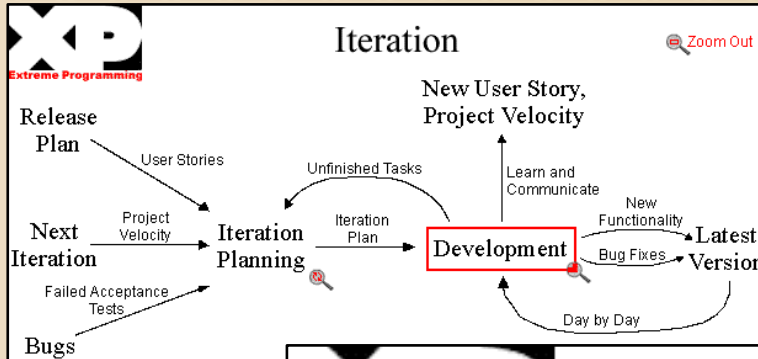 XP
Extreme Programming
Iteration
Zoom Out
New User Story,
Project Velocity
Release
Plan
User Stories
Unfinished Tasks
Learn and
Communicate
Next
Iteration
Project
Velocity
Iteration
Planning
Iteration
Plan
Development
New
Functionality
Bug Fixes
Latest
Version
Failed Acceptance
Tests
Day by Day
Bugs